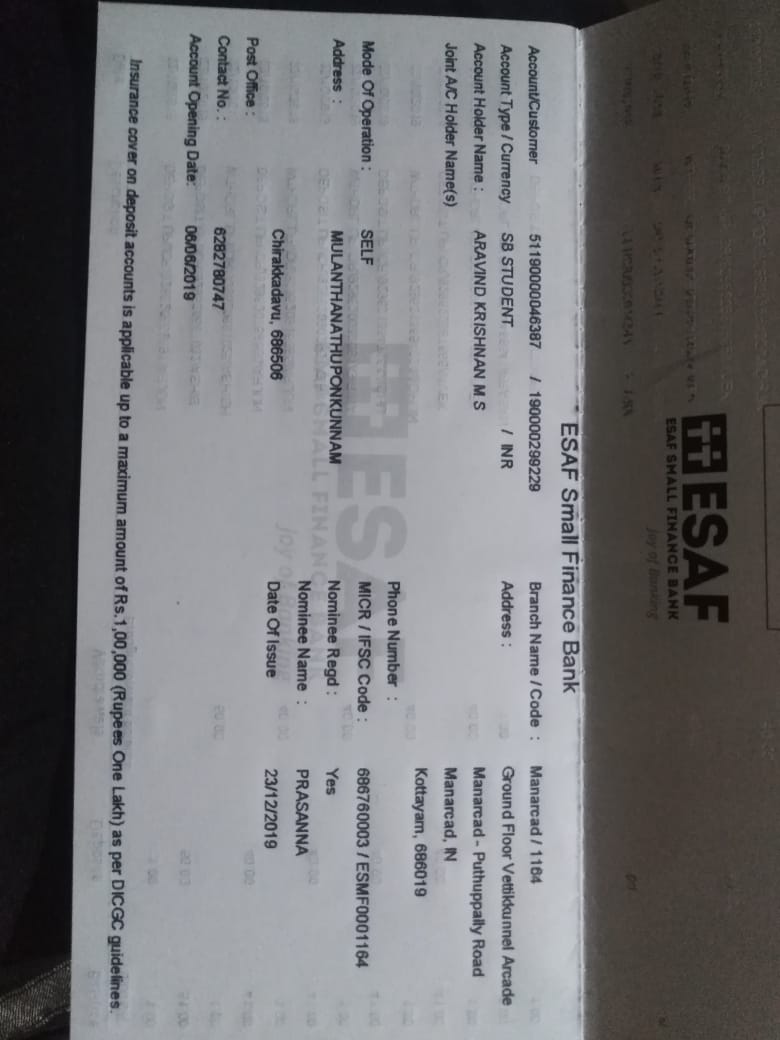 ESAF
ESAF SMALL FINANCE BANK
Joy of Banking
ESAF Small Finance Bank
Account/Customer 51190000046387 / 190000299229 Branch Name / Code : Manarcad / 1164
Account Type / Currency SB STUDENT / INR Address : Ground Floor Vettikkunnel Arcade
Account Holder Name : ARAVIND KRISHNAN M S Manarcad - Puthuppally Road
Joint A/C Holder Name(s) Manarcad, IN
Kottayam, 686019
Phone Number :
Mode Of Operation : SELF MICR / IFSC Code : 686760003 / ESMF0001164
Address : MULANTHANATHUPONKUNNAM Nominee Regd : Yes
Nominee Name : PRASANNA
Chirakkadavu, 686506 Date Of Issue 23/12/2019
Post Office :
Contact No. : 6282780747
Account Opening Date: 06/06/2019
Insurance cover on deposit accounts is applicable up to a maximum amount of Rs.1,00,000 (Rupees One Lakh) as per DICGC guidelines.